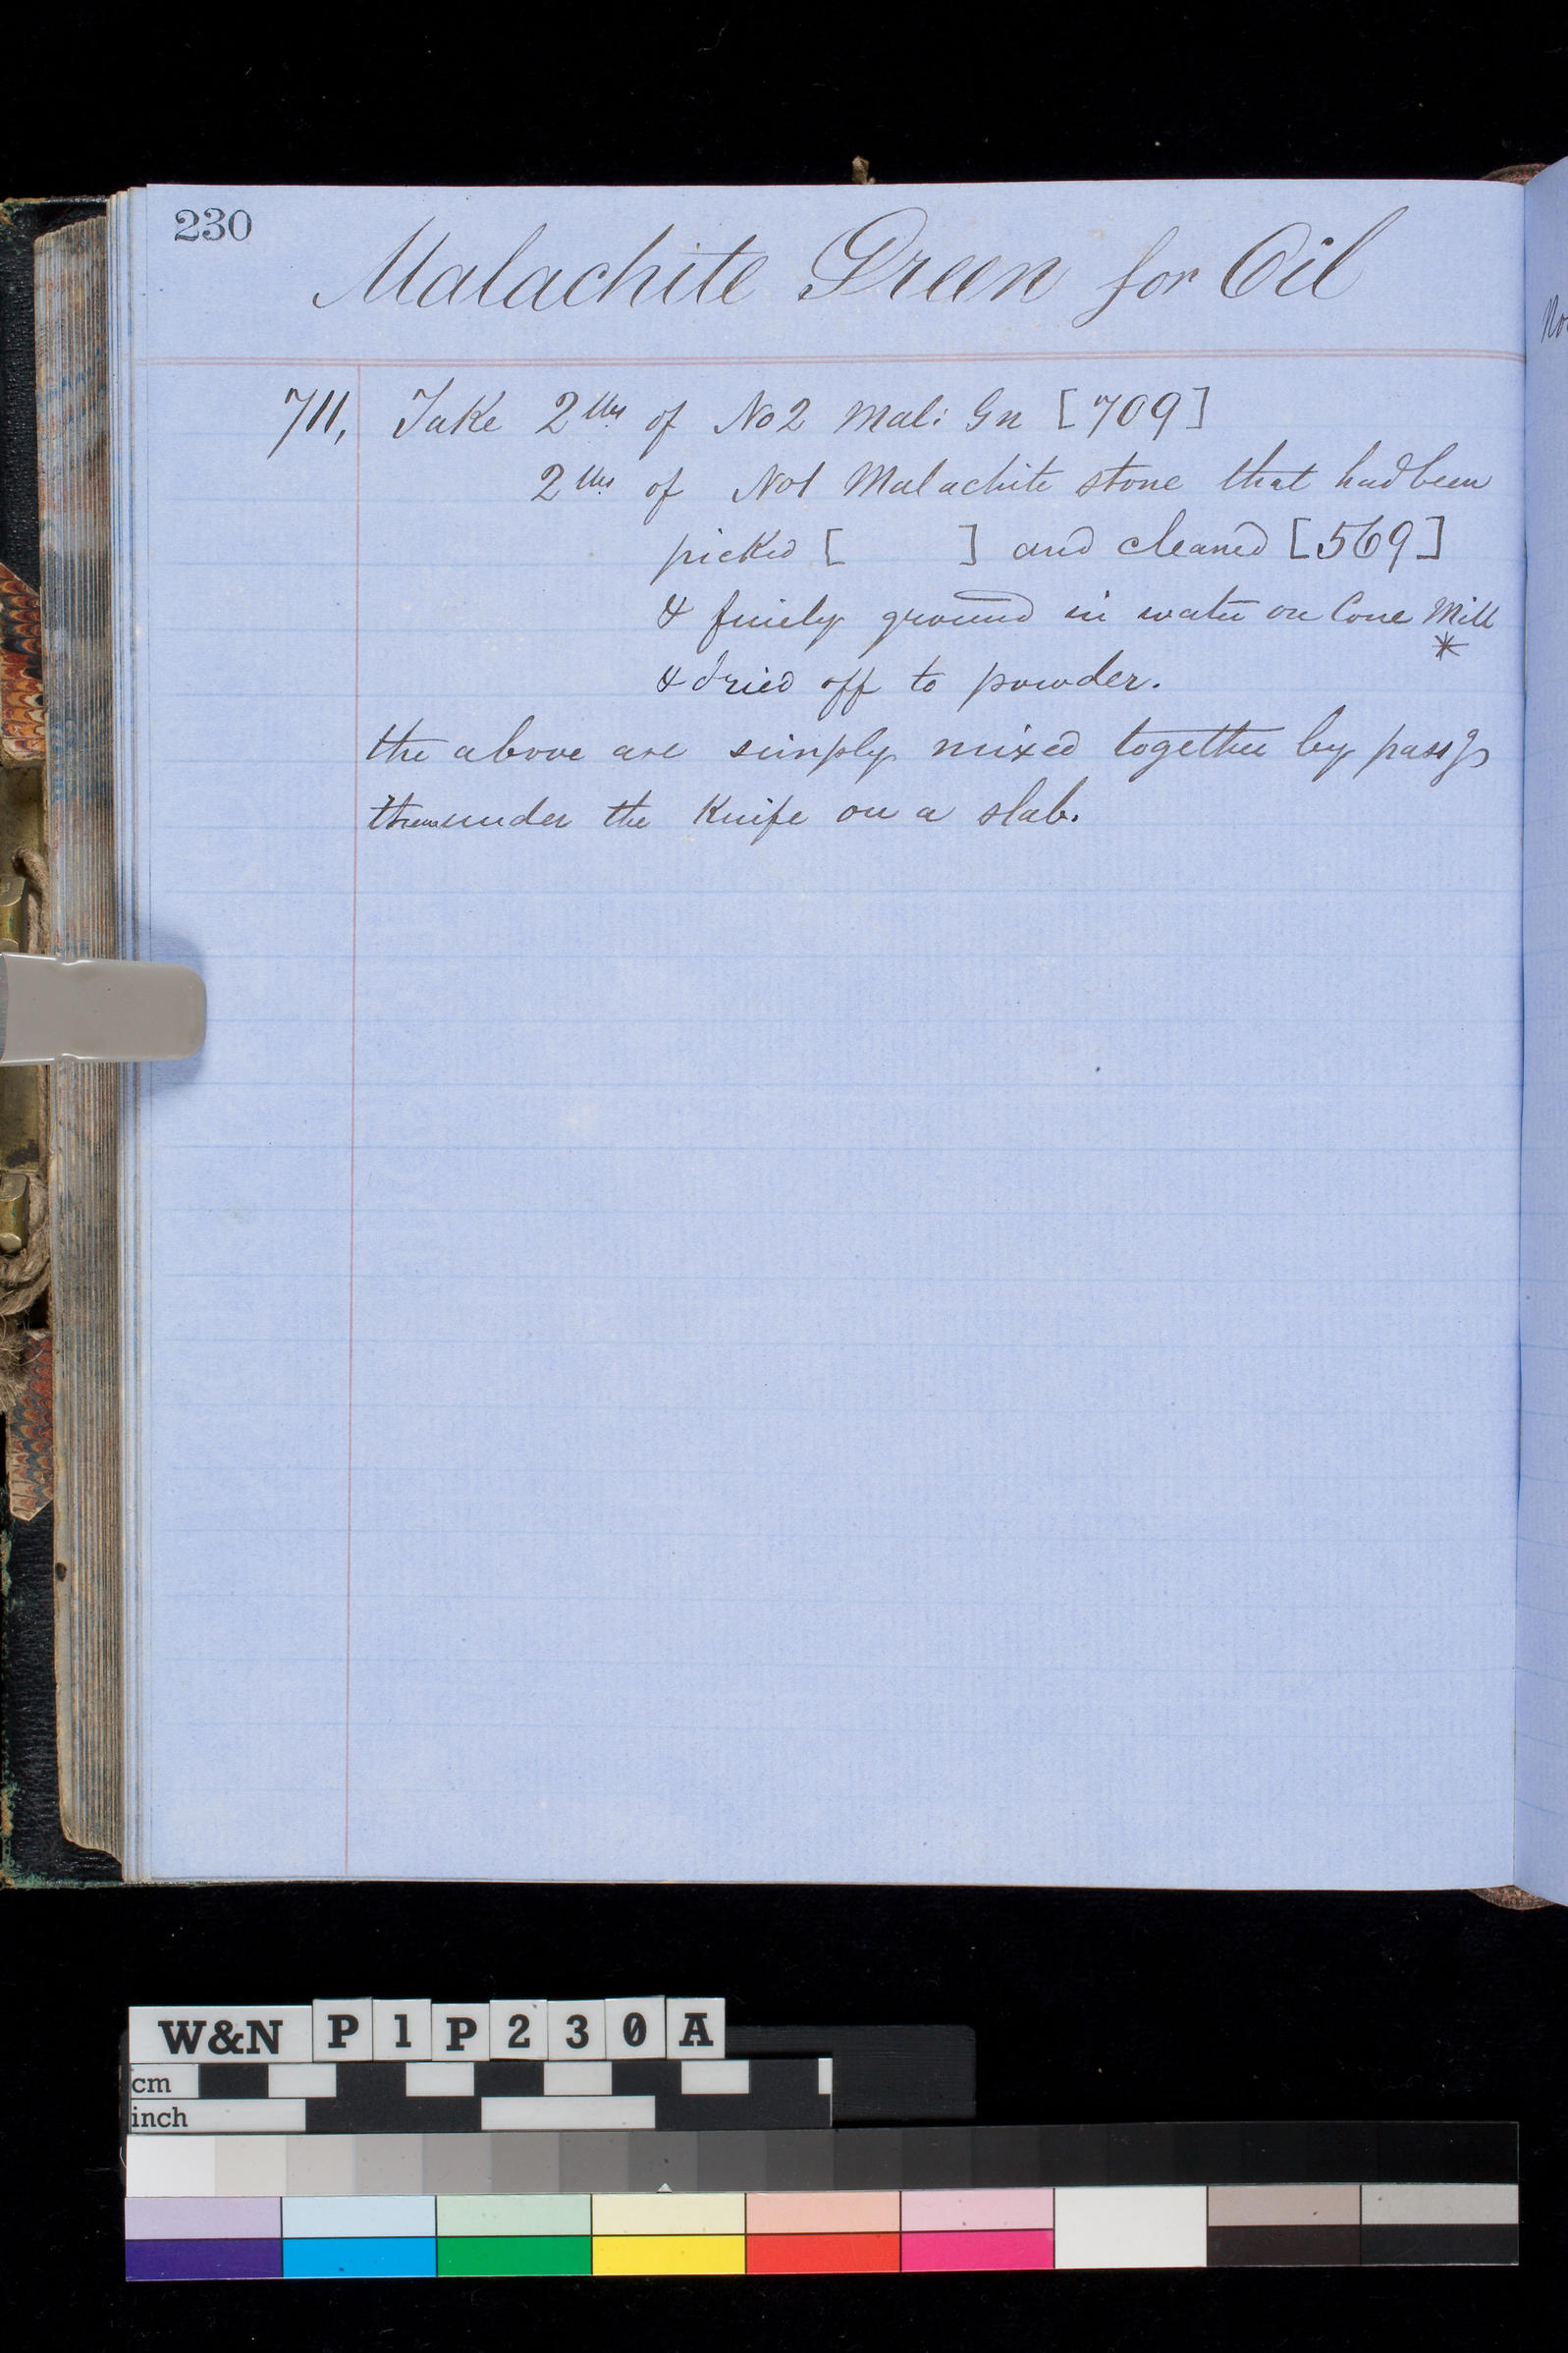 230
Malachite Green for Oil
711, Take 2 lbs of No2 Mal: Gn [709]
2 lbs of No1 Malachite stone that had been
picked [ ] and cleaned [569]
& finely ground in water on Cone Mill
*
& dried off to powder.
the above are simply mixed together by passg
them under the Knife on a slab.
No
W&N P1P230A
cm
inch